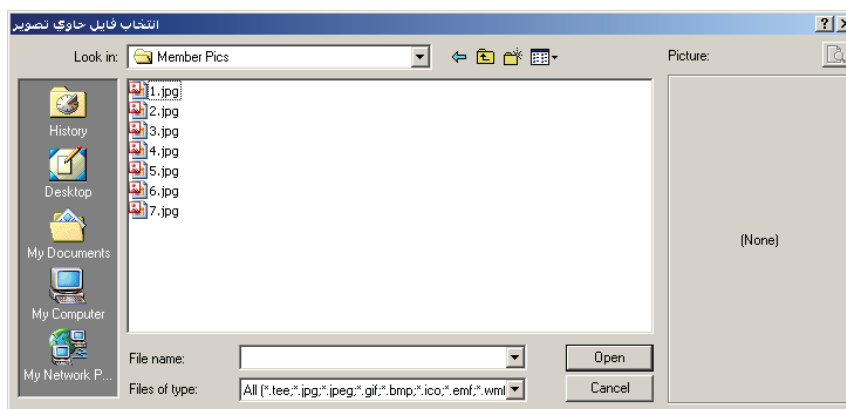 انتخاب فایل حاوي تصویر
Look in: Member Pics
Picture:
History
Desktop
My Documents
My Computer
My Network P...
1.jpg
2.jpg
3.jpg
4.jpg
5.jpg
6.jpg
7.jpg
(None)
File name:
Open
Files of type: All (*.tee;*.jpg;*.jpeg;*.gif;*.bmp;*.ico;*.emf;*.wml
Cancel